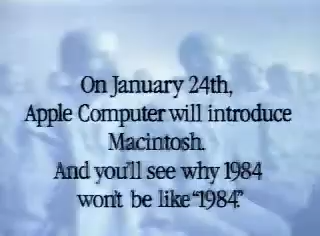 On January 24th,
Apple Computer will introduce
Macintosh.
And you'll see why 1984
won't be like “1984.”